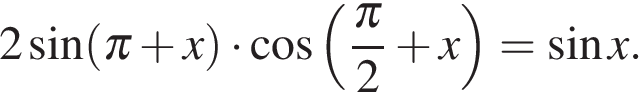 2 sin(π + x) · cos(π/2 + x) = sin x.